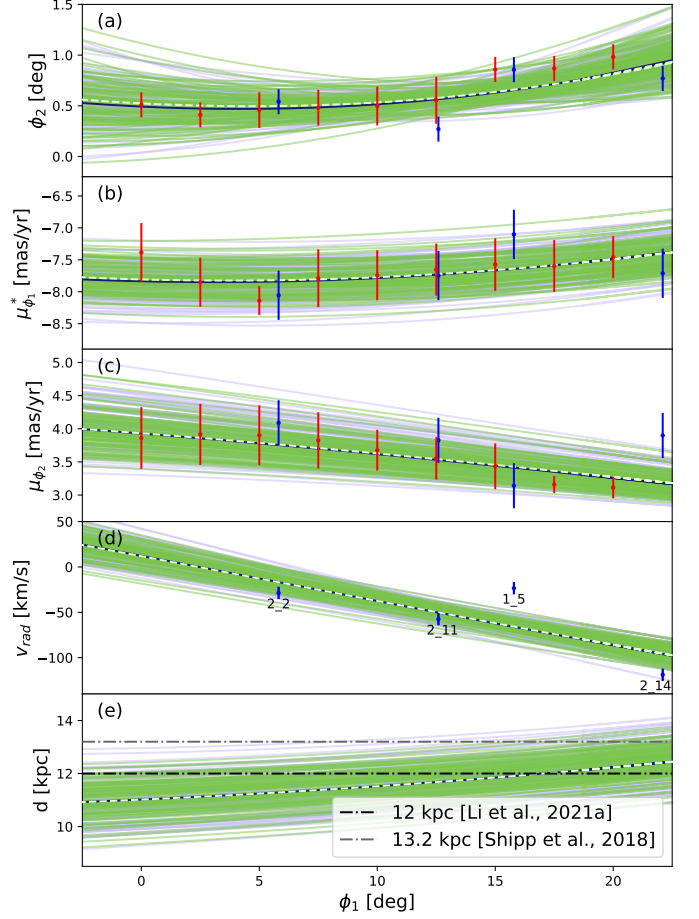 (a)
1.5
1.0
0.5
0.0
ϕ₂ [deg]
(b)
−6.5
−7.0
−7.5
−8.0
−8.5
μ*ϕ₁ [mas/yr]
(c)
5.0
4.5
4.0
3.5
3.0
μϕ₂ [mas/yr]
(d)
50
0
−50
−100
v_rad [km/s]
2_2
2_11
1_5
2_14
(e)
14
12
10
d [kpc]
12 kpc [Li et al., 2021a]
13.2 kpc [Shipp et al., 2018]
0 5 10 15 20
ϕ₁ [deg]